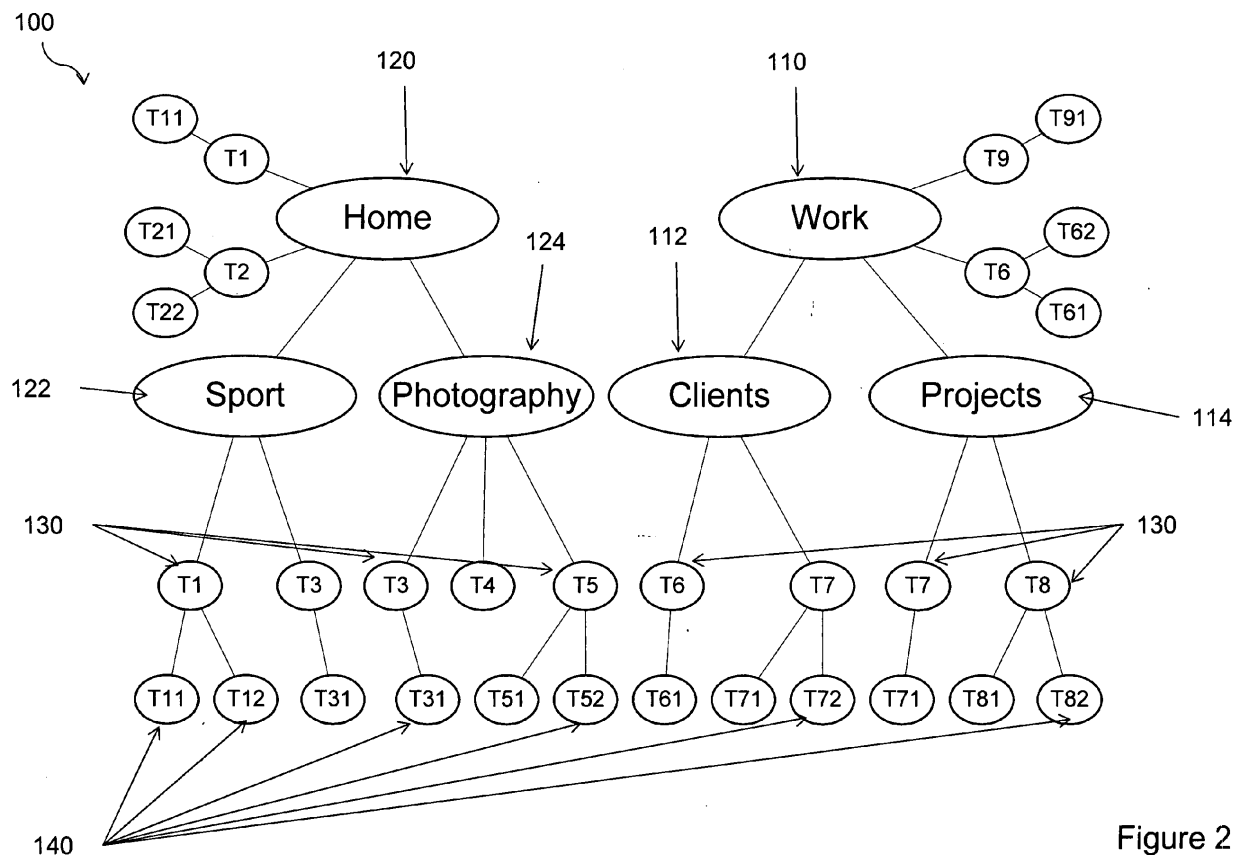 100
120
110
T11
T91
T1
T9
Home
Work
T21
T62
124
112
T2
T6
T22
T61
122
Sport
Photography
Clients
Projects
114
130
130
T1
T3
T3
T4
T5
T6
T7
T7
T8
T11
T12
T31
T31
T51
T52
T61
T71
T72
T71
T81
T82
140
Figure 2